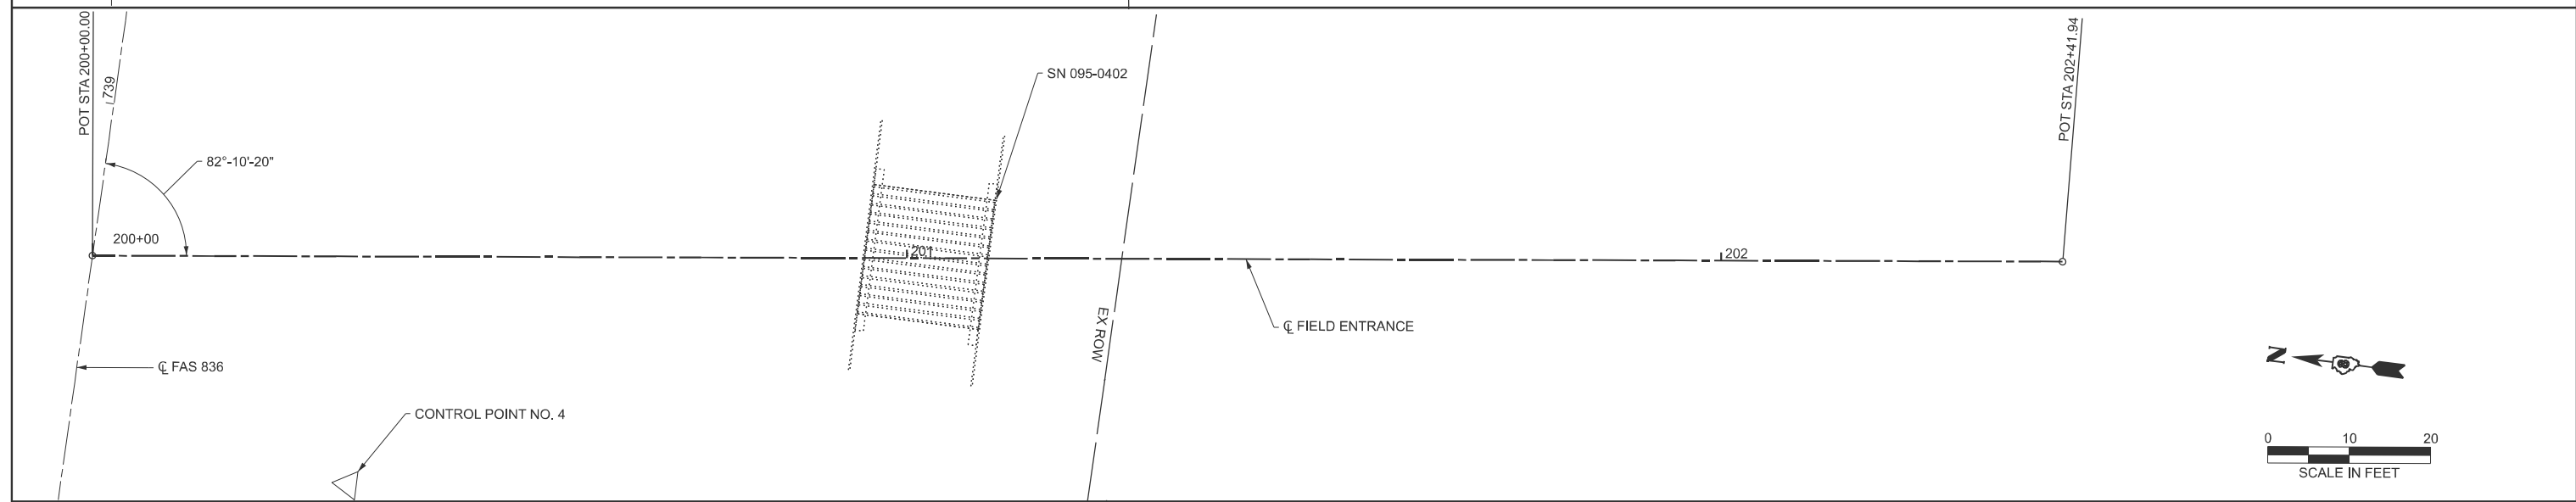 POT STA 200+00.00
739
82°-10'-20"
200+00
SN 095-0402
201
202
POT STA 202+41.94
EX ROW
℄ FIELD ENTRANCE
℄ FAS 836
CONTROL POINT NO. 4
N
0 10 20
SCALE IN FEET